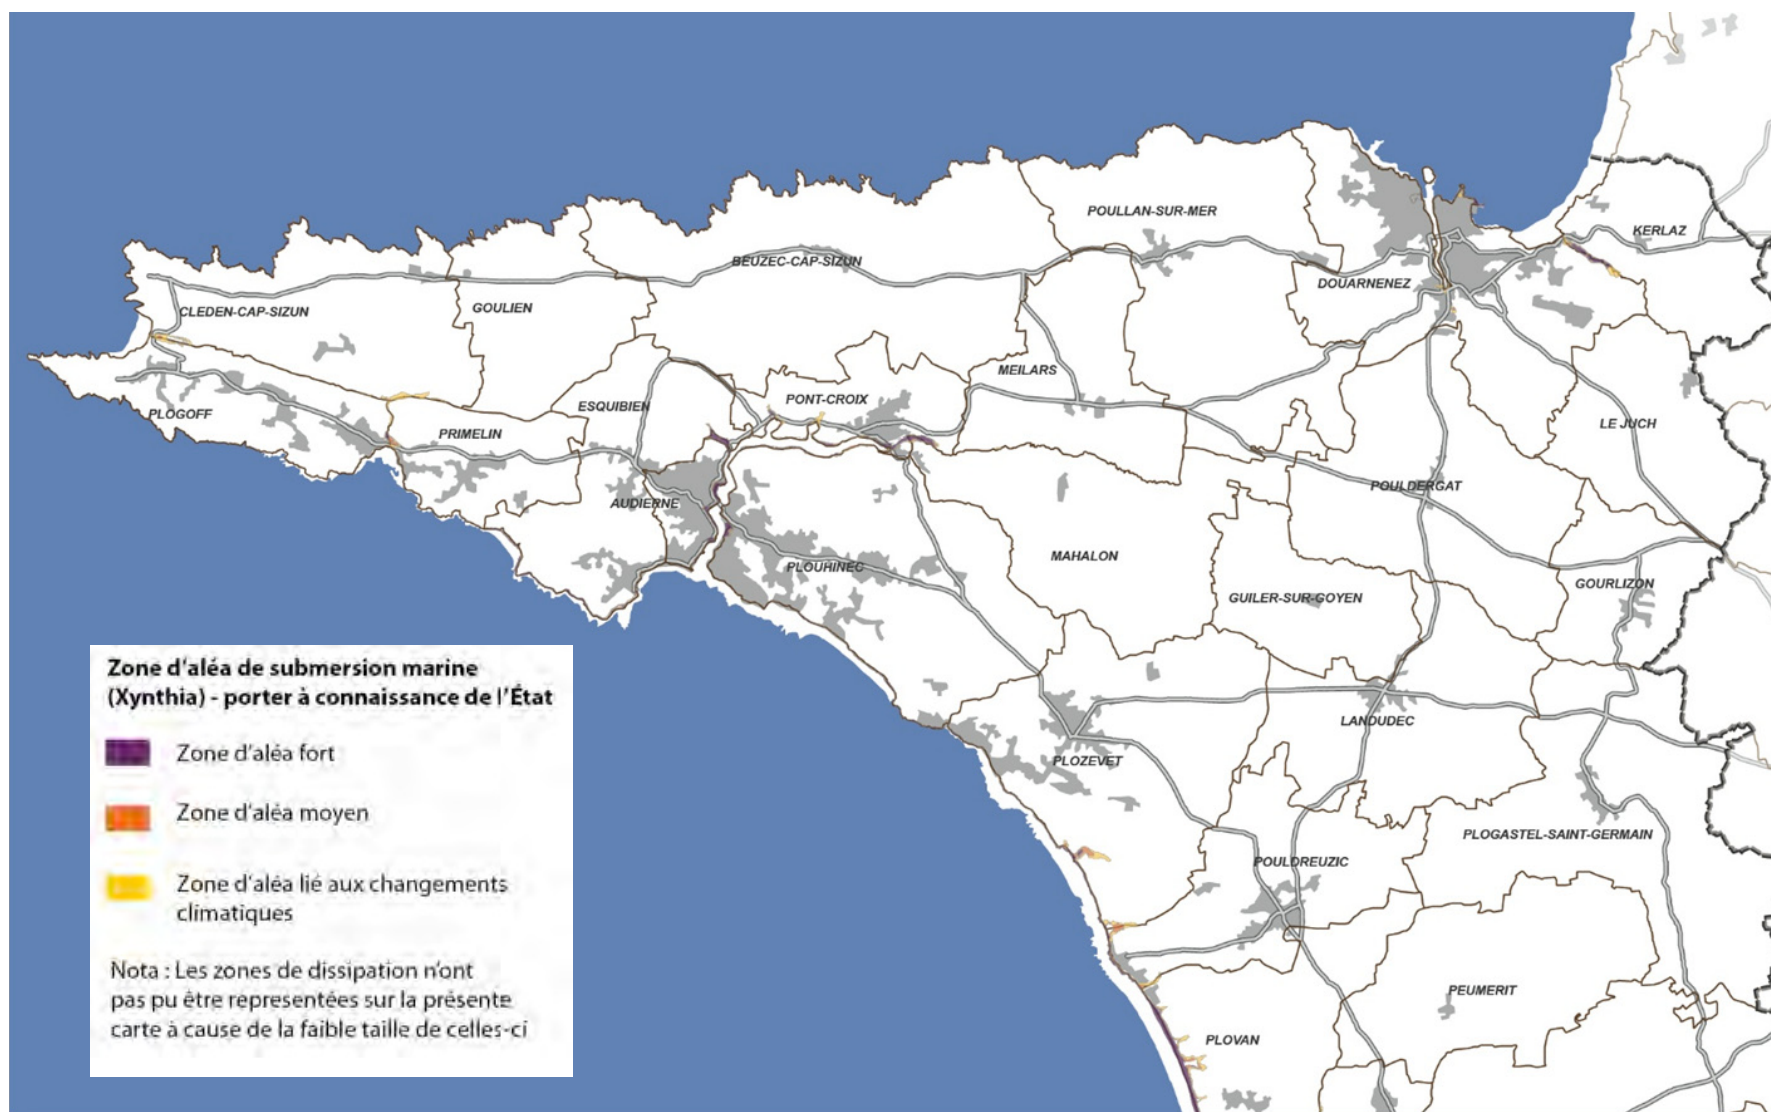 POULLAN-SUR-MER
KERLAZ
BEUZEC-CAP-SIZUN
DOUARNENEZ
CLEDEN-CAP-SIZUN
GOULIEN
MEILARS
ESQUIBIEN
PONT-CROIX
PLOGOFF
PRIMELIN
LE JUCH
POULDERGAT
AUDIERNE
MAHALON
PLOUHINEC
GOURLIZON
GUILER-SUR-GOYEN
LANDUDEC
PLOZEVET
PLOGASTEL-SAINT-GERMAIN
POULDREUZIC
PEUMERIT
PLOVAN
Zone d'aléa de submersion marine
(Xynthia) - porter à connaissance de l'État
Zone d'aléa fort
Zone d'aléa moyen
Zone d'aléa lié aux changements
climatiques
Nota : Les zones de dissipation n'ont
pas pu être representées sur la présente
carte à cause de la faible taille de celles-ci